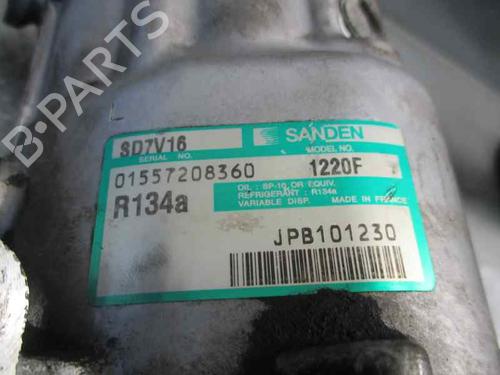 B-PARTS
SD7V16
SANDEN
SERIAL NO.
MODEL NO.
01557208360
1220F
R134a
OIL : SP-10 OR EQUIV.
REFRIGERANT : R134a
VARIABLE DISP. MADE IN FRANCE
JPB101230